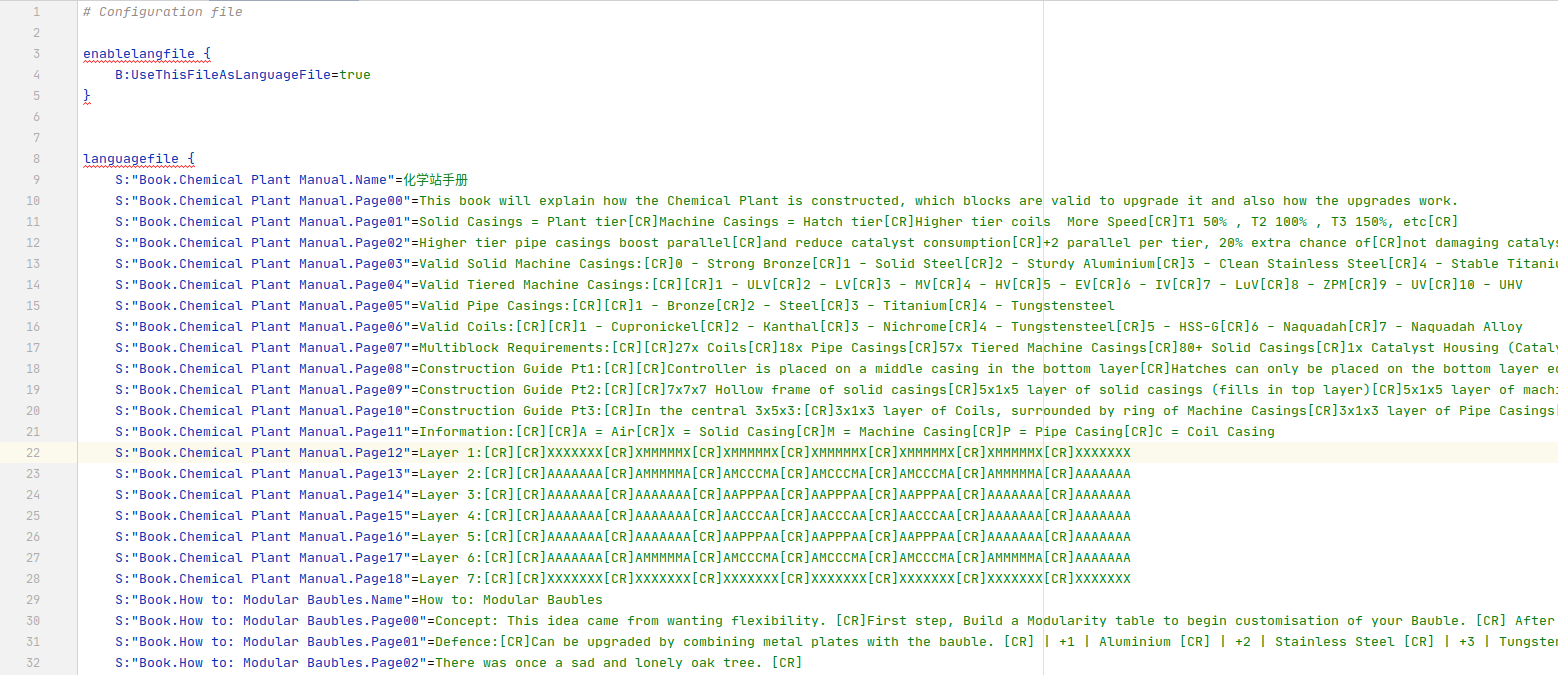 1 # Configuration file
2
3 enablelangfile {
4 B:UseThisFileAsLanguageFile=true
5 }
6
7
8 languagefile {
9 S:"Book.Chemical Plant Manual.Name"=化学站手册
10 S:"Book.Chemical Plant Manual.Page00"=This book will explain how the Chemical Plant is constructed, which blocks are valid to upgrade it and also how the upgrades work.
11 S:"Book.Chemical Plant Manual.Page01"=Solid Casings = Plant tier[CR]Machine Casings = Hatch tier[CR]Higher tier coils  More Speed[CR]T1 50% , T2 100% , T3 150%, etc[CR]
12 S:"Book.Chemical Plant Manual.Page02"=Higher tier pipe casings boost parallel[CR]and reduce catalyst consumption[CR]+2 parallel per tier, 20% extra chance of[CR]not damaging catalys
13 S:"Book.Chemical Plant Manual.Page03"=Valid Solid Machine Casings:[CR]0 - Strong Bronze[CR]1 - Solid Steel[CR]2 - Sturdy Aluminium[CR]3 - Clean Stainless Steel[CR]4 - Stable Titaniu
14 S:"Book.Chemical Plant Manual.Page04"=Valid Tiered Machine Casings:[CR][CR]1 - ULV[CR]2 - LV[CR]3 - MV[CR]4 - HV[CR]5 - EV[CR]6 - IV[CR]7 - LuV[CR]8 - ZPM[CR]9 - UV[CR]10 - UHV
15 S:"Book.Chemical Plant Manual.Page05"=Valid Pipe Casings:[CR][CR]1 - Bronze[CR]2 - Steel[CR]3 - Titanium[CR]4 - Tungstensteel
16 S:"Book.Chemical Plant Manual.Page06"=Valid Coils:[CR][CR]1 - Cupronickel[CR]2 - Kanthal[CR]3 - Nichrome[CR]4 - Tungstensteel[CR]5 - HSS-G[CR]6 - Naquadah[CR]7 - Naquadah Alloy
17 S:"Book.Chemical Plant Manual.Page07"=Multiblock Requirements:[CR][CR]27x Coils[CR]18x Pipe Casings[CR]57x Tiered Machine Casings[CR]80+ Solid Casings[CR]1x Catalyst Housing (Cataly
18 S:"Book.Chemical Plant Manual.Page08"=Construction Guide Pt1:[CR][CR]Controller is placed on a middle casing in the bottom layer[CR]Hatches can only be placed on the bottom layer ed
19 S:"Book.Chemical Plant Manual.Page09"=Construction Guide Pt2:[CR][CR]7x7x7 Hollow frame of solid casings[CR]5x1x5 layer of solid casings (fills in top layer)[CR]5x1x5 layer of machi
20 S:"Book.Chemical Plant Manual.Page10"=Construction Guide Pt3:[CR]In the central 3x5x3:[CR]3x1x3 layer of Coils, surrounded by ring of Machine Casings[CR]3x1x3 layer of Pipe Casings[
21 S:"Book.Chemical Plant Manual.Page11"=Information:[CR][CR]A = Air[CR]X = Solid Casing[CR]M = Machine Casing[CR]P = Pipe Casing[CR]C = Coil Casing
22 S:"Book.Chemical Plant Manual.Page12"=Layer 1:[CR][CR]XXXXXXX[CR]XMMMMMX[CR]XMMMMMX[CR]XMMMMMX[CR]XMMMMMX[CR]XMMMMMX[CR]XXXXXXX
23 S:"Book.Chemical Plant Manual.Page13"=Layer 2:[CR][CR]AAAAAAA[CR]AMMMMMA[CR]AMCCCMA[CR]AMCCCMA[CR]AMCCCMA[CR]AMMMMMA[CR]AAAAAAA
24 S:"Book.Chemical Plant Manual.Page14"=Layer 3:[CR][CR]AAAAAAA[CR]AAAAAAA[CR]AAPPPAA[CR]AAPPPAA[CR]AAPPPAA[CR]AAAAAAA[CR]AAAAAAA
25 S:"Book.Chemical Plant Manual.Page15"=Layer 4:[CR][CR]AAAAAAA[CR]AAAAAAA[CR]AACCCAA[CR]AACCCAA[CR]AACCCAA[CR]AAAAAAA[CR]AAAAAAA
26 S:"Book.Chemical Plant Manual.Page16"=Layer 5:[CR][CR]AAAAAAA[CR]AAAAAAA[CR]AAPPPAA[CR]AAPPPAA[CR]AAPPPAA[CR]AAAAAAA[CR]AAAAAAA
27 S:"Book.Chemical Plant Manual.Page17"=Layer 6:[CR][CR]AAAAAAA[CR]AMMMMMA[CR]AMCCCMA[CR]AMCCCMA[CR]AMCCCMA[CR]AMMMMMA[CR]AAAAAAA
28 S:"Book.Chemical Plant Manual.Page18"=Layer 7:[CR][CR]XXXXXXX[CR]XXXXXXX[CR]XXXXXXX[CR]XXXXXXX[CR]XXXXXXX[CR]XXXXXXX[CR]XXXXXXX
29 S:"Book.How to: Modular Baubles.Name"=How to: Modular Baubles
30 S:"Book.How to: Modular Baubles.Page00"=Concept: This idea came from wanting flexibility. [CR]First step, Build a Modularity table to begin customisation of your Bauble. [CR] After
31 S:"Book.How to: Modular Baubles.Page01"=Defence:[CR]Can be upgraded by combining metal plates with the bauble. [CR] | +1 | Aluminium [CR] | +2 | Stainless Steel [CR] | +3 | Tungsten
32 S:"Book.How to: Modular Baubles.Page02"=There was once a sad and lonely oak tree. [CR]